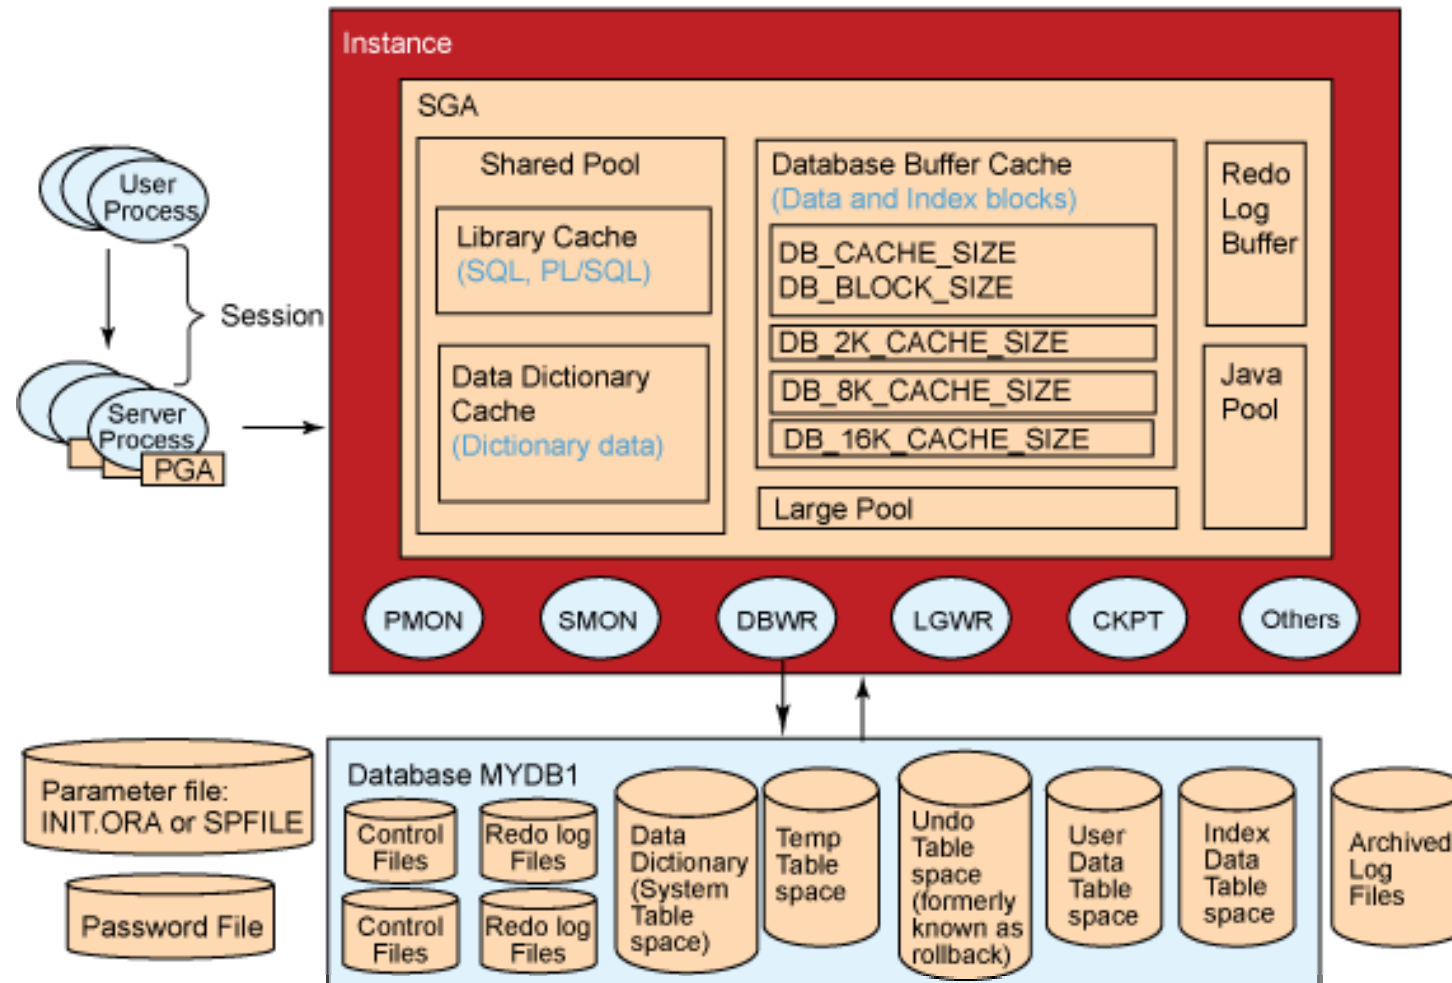 Instance
SGA
Shared Pool
Library Cache
(SQL, PL/SQL)
Data Dictionary
Cache
(Dictionary data)
Database Buffer Cache
(Data and Index blocks)
DB_CACHE_SIZE
DB_BLOCK_SIZE
DB_2K_CACHE_SIZE
DB_8K_CACHE_SIZE
DB_16K_CACHE_SIZE
Large Pool
Redo
Log
Buffer
Java
Pool
User
Process
Session
Server
Process
PGA
PMON
SMON
DBWR
LGWR
CKPT
Others
Parameter file:
INIT.ORA or SPFILE
Password File
Database MYDB1
Control
Files
Redo log
Files
Control
Files
Redo log
Files
Data
Dictionary
(System
Table
space)
Temp
Table
space
Undo
Table
space
(formerly
known as
rollback)
User
Data
Table
space
Index
Data
Table
space
Archived
Log
Files